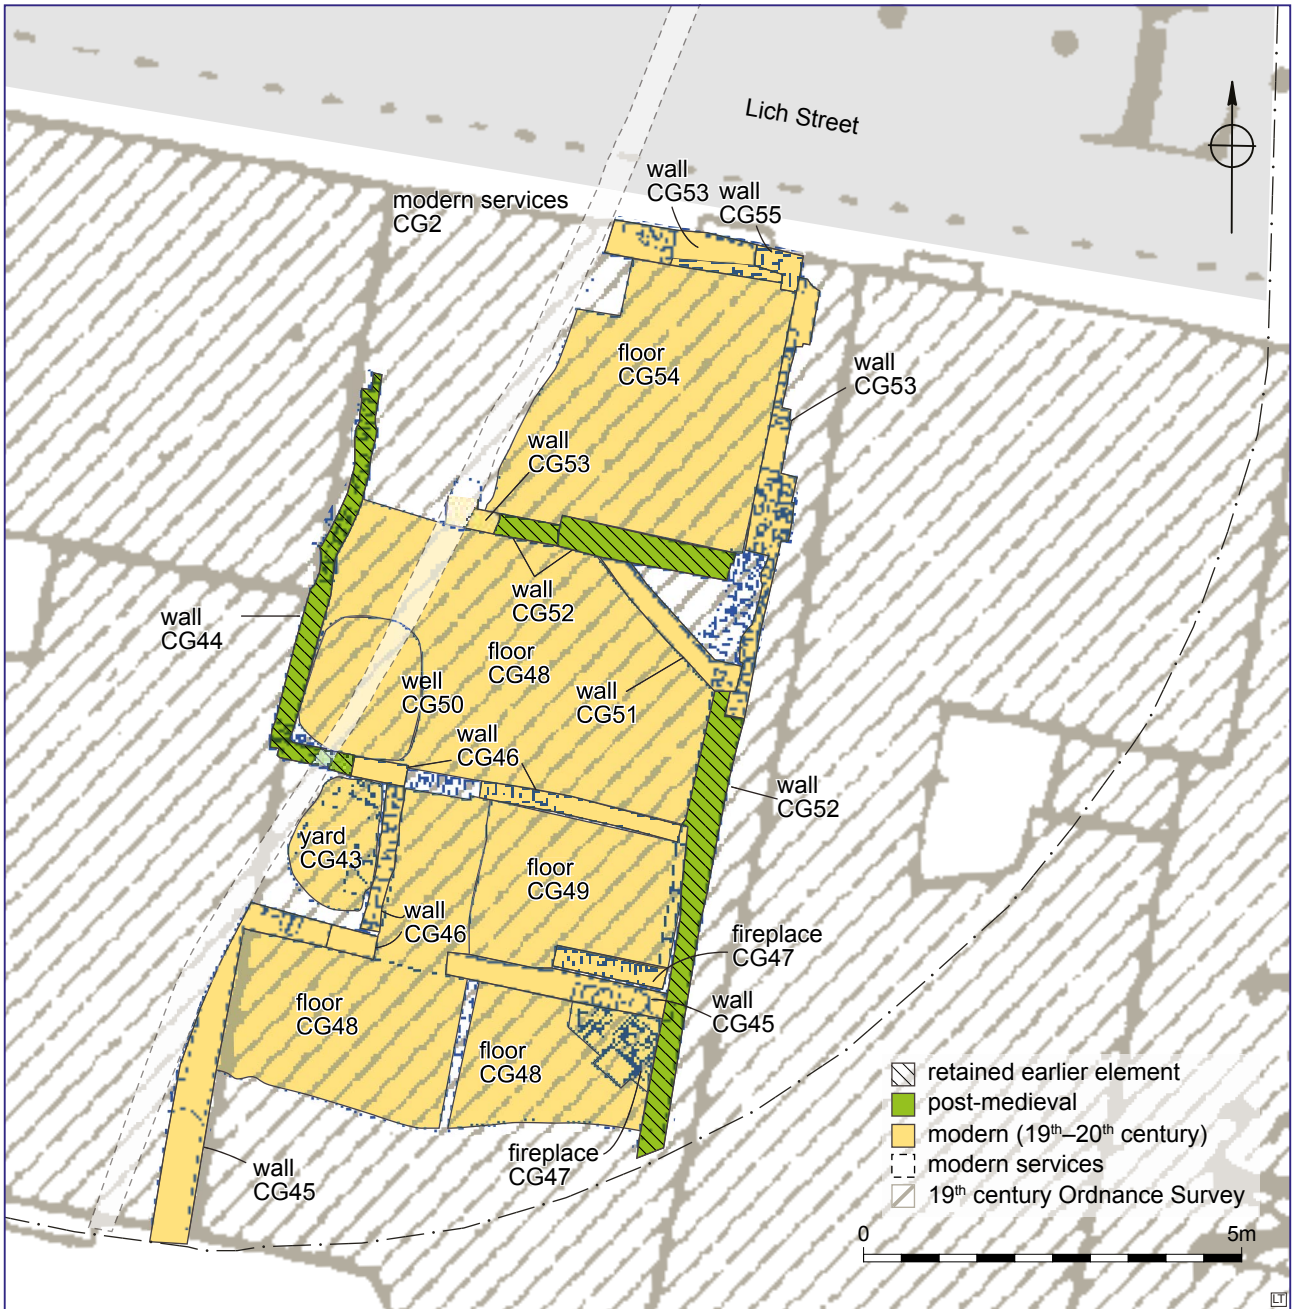 Lich Street
wall
CG53
wall
CG55
modern services
CG2
floor
CG54
wall
CG53
wall
CG53
wall
CG52
wall
CG44
floor
CG48
well
CG50
wall
CG51
wall
CG46
wall
CG52
yard
CG43
floor
CG49
wall
CG46
fireplace
CG47
wall
CG45
floor
CG48
floor
CG48
fireplace
CG47
wall
CG45
retained earlier element
post-medieval
modern (19th–20th century)
modern services
19th century Ordnance Survey
0 5m
LT